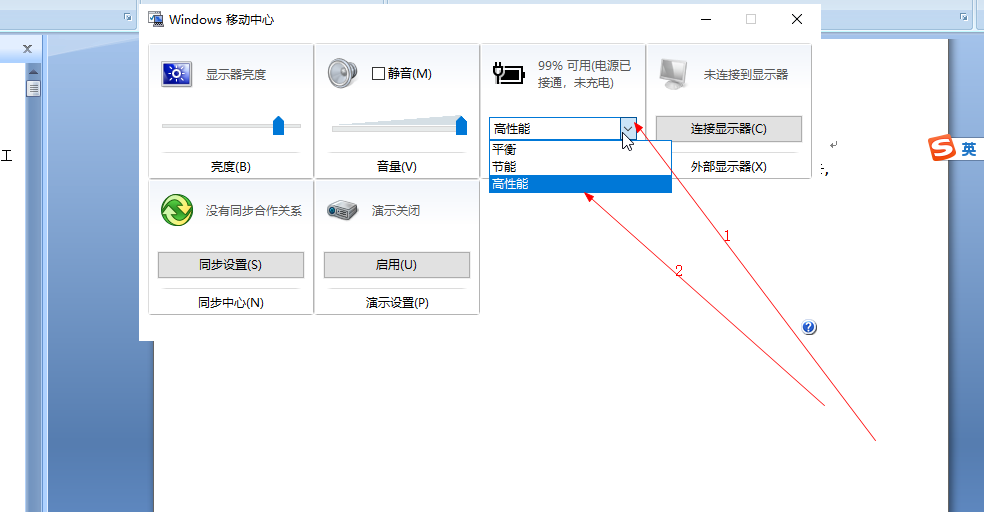 Windows 移动中心
显示器亮度
静音(M)
99% 可用(电源已
接通，未充电)
未连接到显示器
高性能
连接显示器(C)
平衡
节能
高性能
亮度(B)
音量(V)
外部显示器(X)
工
英
没有同步合作关系
演示关闭
同步设置(S)
启用(U)
同步中心(N)
演示设置(P)
1
2